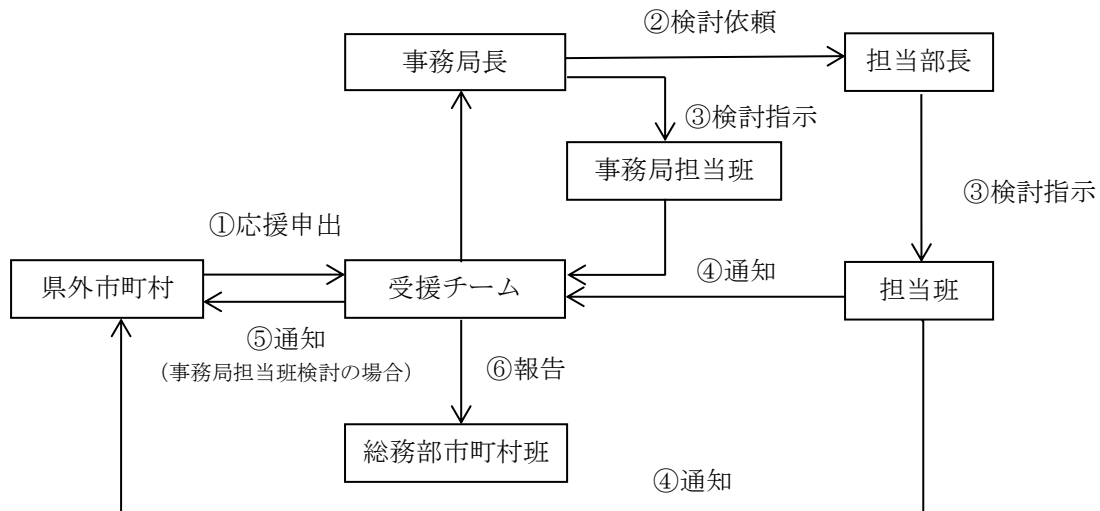 ②検討依頼
事務局長
担当部長
③検討指示
事務局担当班
③検討指示
①応援申出
県外市町村
受援チーム
④通知
担当班
⑤通知
(事務局担当班検討の場合)
⑥報告
総務部市町村班
④通知